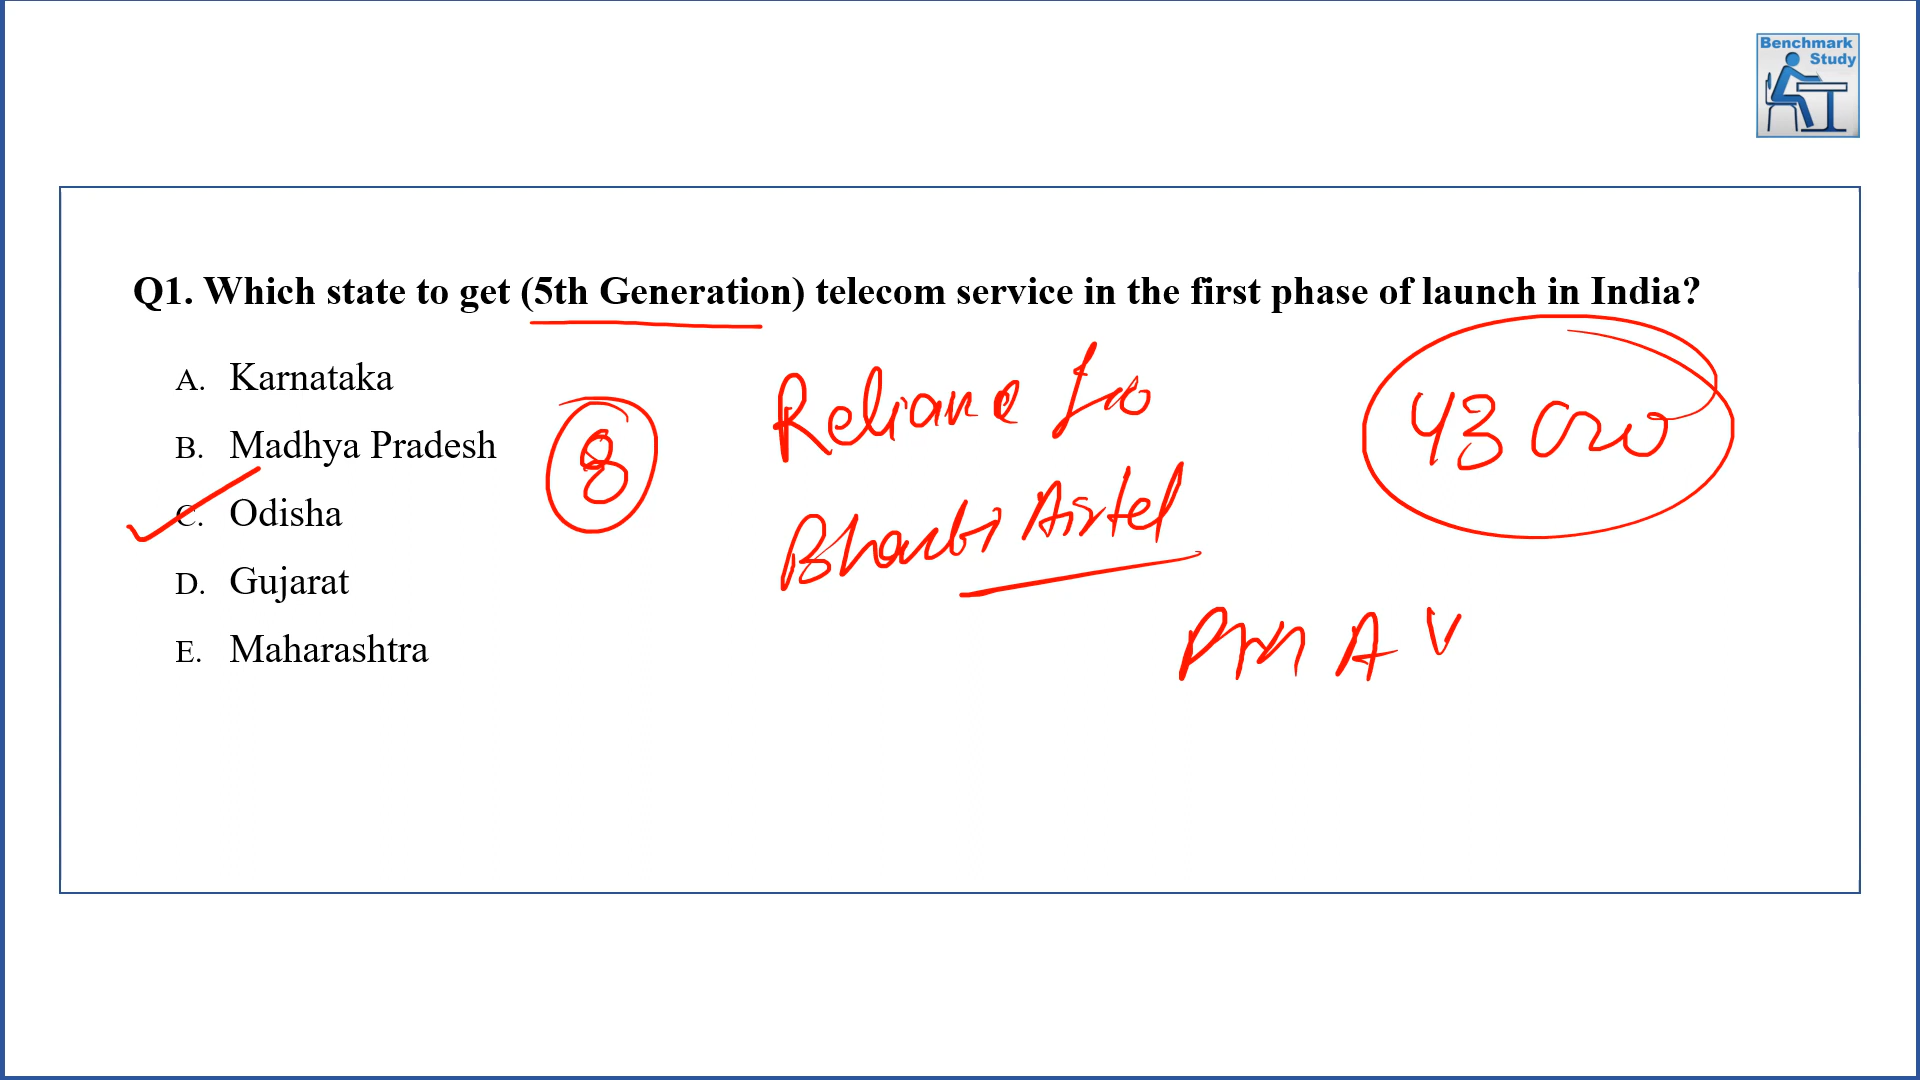 Benchmark
Study
Q1. Which state to get (5th Generation) telecom service in the first phase of launch in India?
A. Karnataka
B. Madhya Pradesh
C. Odisha
D. Gujarat
E. Maharashtra
8
Reliance Jio
Bharti Airtel
43000
A V